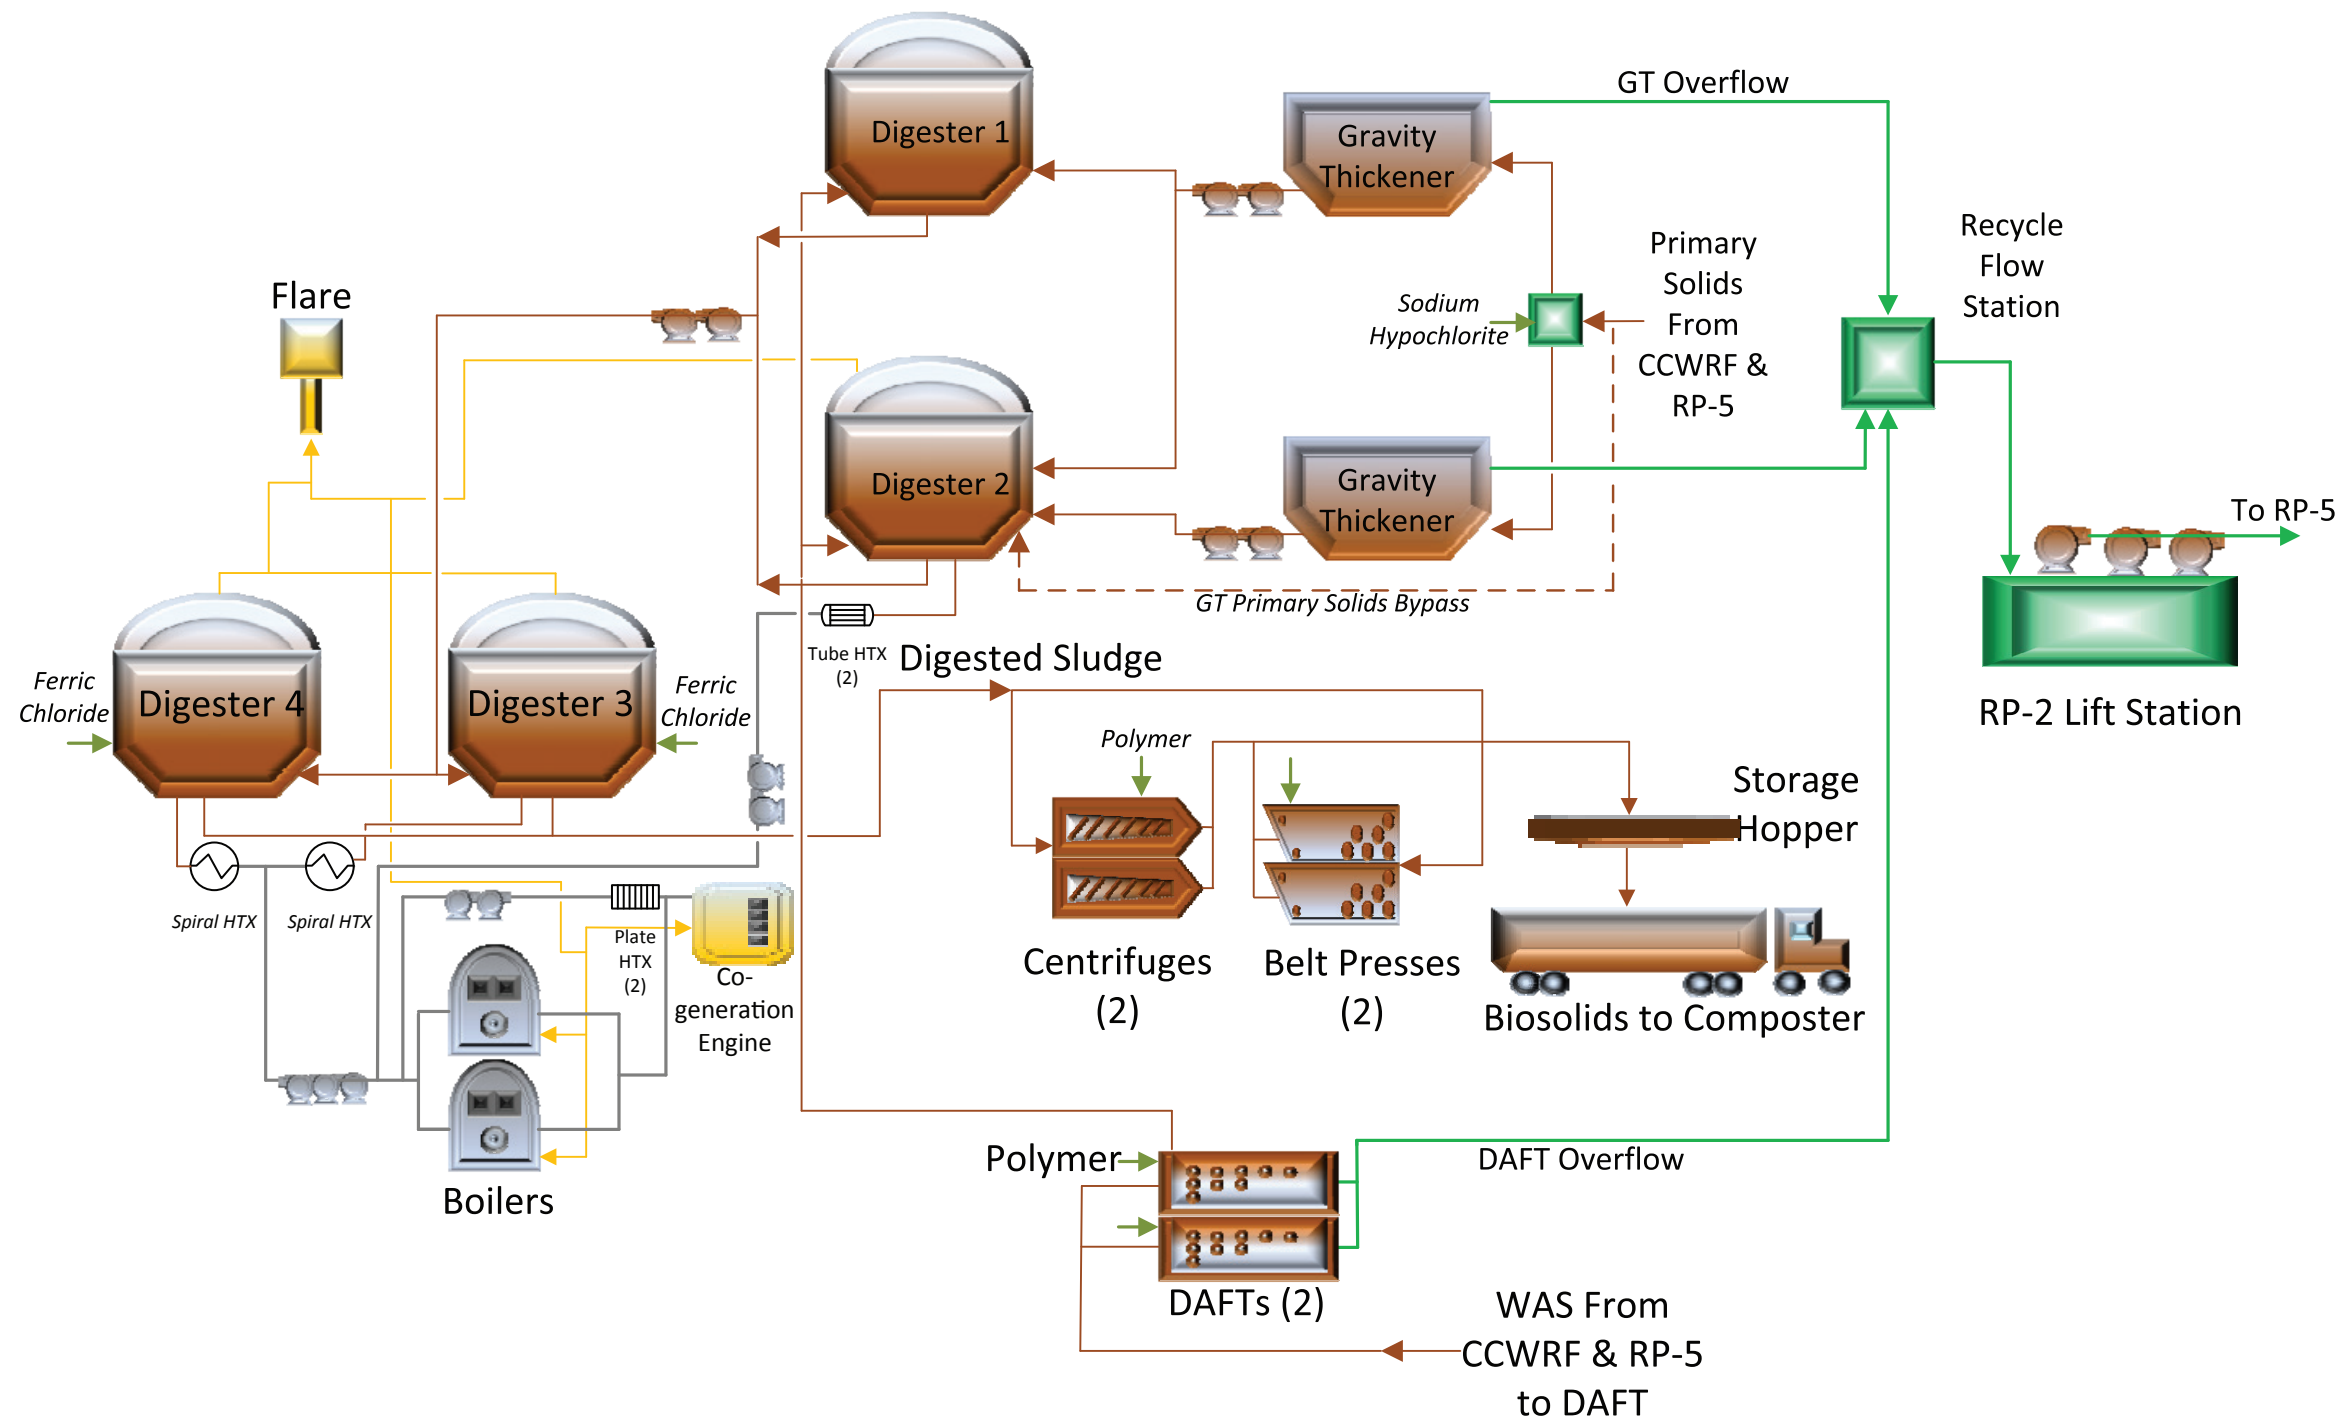 GT Overflow
Digester 1
Gravity
Thickener
Recycle
Flow
Station
Primary
Solids
From
CCWRF &
RP-5
Flare
Sodium
Hypochlorite
Digester 2
Gravity
Thickener
To RP-5
GT Primary Solids Bypass
Tube HTX
(2)
Digested Sludge
Ferric
Chloride
Digester 4
Digester 3
Ferric
Chloride
RP-2 Lift Station
Polymer
Storage
Hopper
Spiral HTX
Spiral HTX
Plate
HTX
(2)
Co-
generation
Engine
Centrifuges
(2)
Belt Presses
(2)
Biosolids to Composter
Boilers
Polymer
DAFT Overflow
DAFTs (2)
WAS From
CCWRF & RP-5
to DAFT